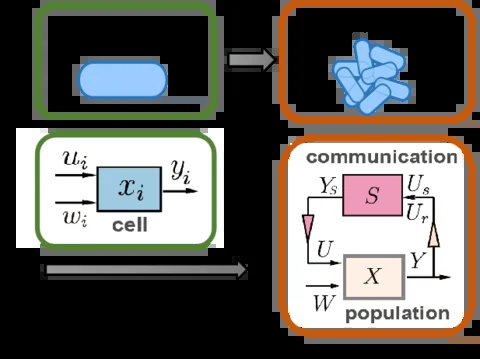 communication
u_i
y_i
x_i
w_i
cell
Y_S
S
U_s
U_r
U
Y
X
W
population